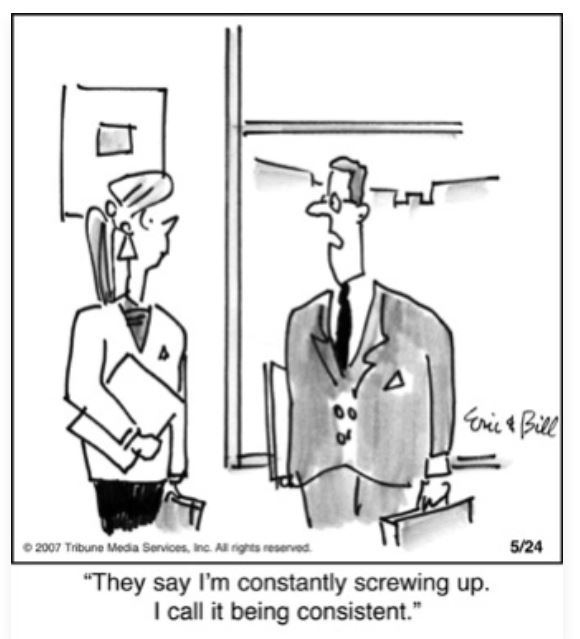 Eric & Bill
© 2007 Tribune Media Services, Inc. All rights reserved.
5/24
“They say I’m constantly screwing up.
I call it being consistent.”